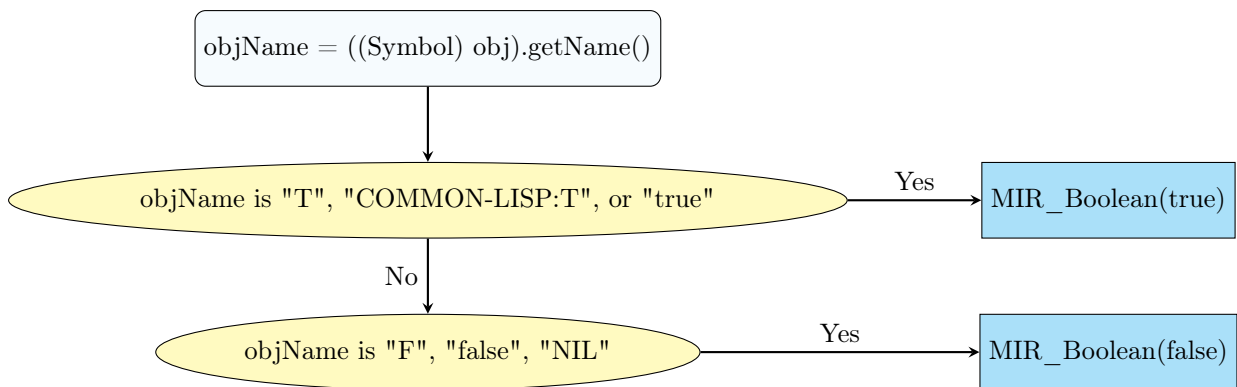 objName = ((Symbol) obj).getName()
objName is "T", "COMMON-LISP:T", or "true"
Yes
MIR_Boolean(true)
No
objName is "F", "false", "NIL"
Yes
MIR_Boolean(false)